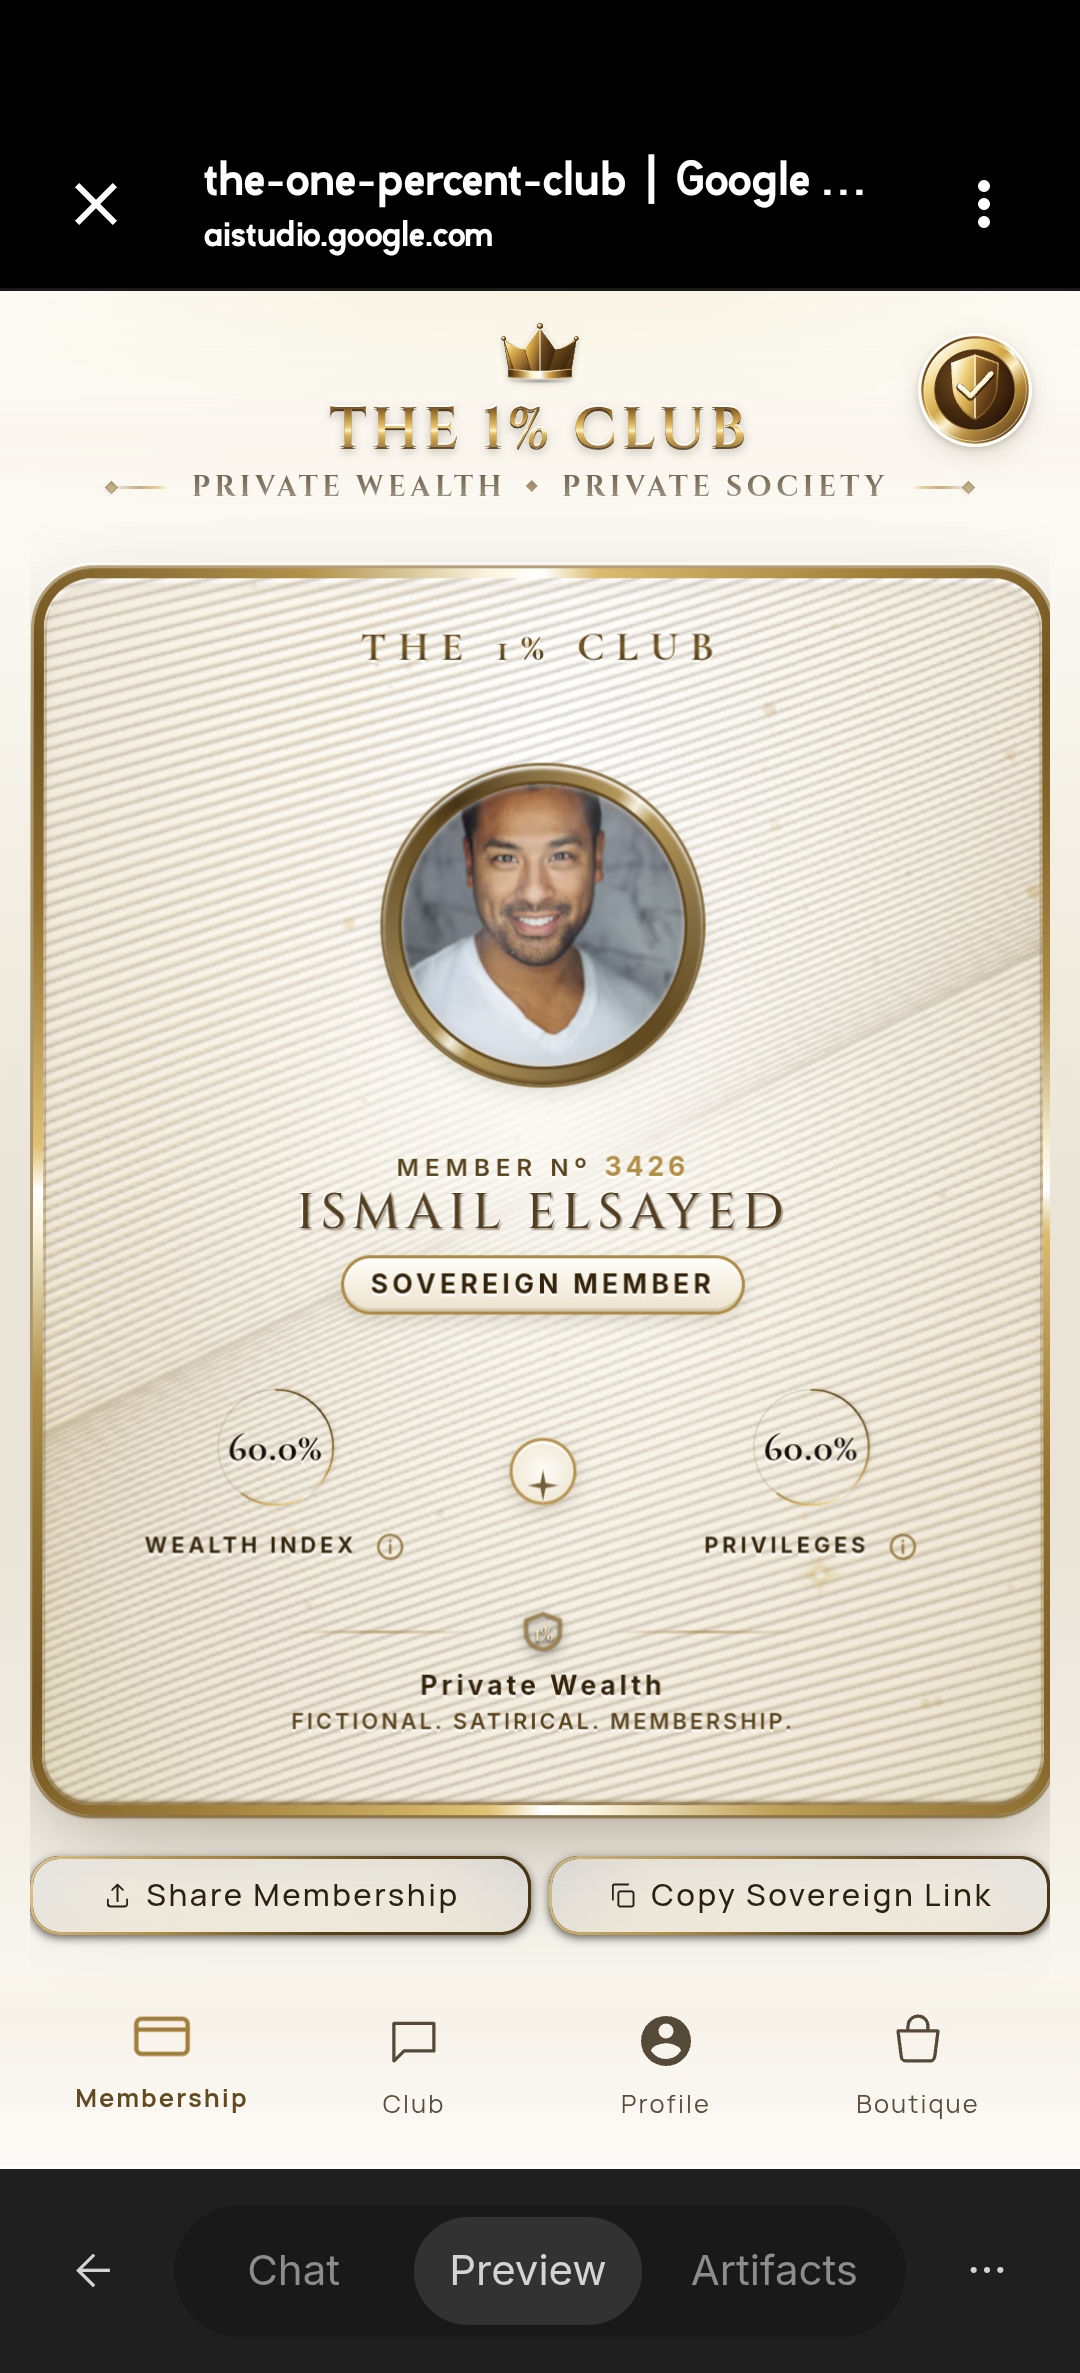 the-one-percent-club | Google ...
aistudio.google.com
THE 1% CLUB
PRIVATE WEALTH ◆ PRIVATE SOCIETY
THE 1% CLUB
MEMBER Nº 3426
ISMAIL ELSAYED
SOVEREIGN MEMBER
60.0% 60.0%
WEALTH INDEX PRIVILEGES
1%
Private Wealth
FICTIONAL. SATIRICAL. MEMBERSHIP.
Share Membership Copy Sovereign Link
Membership Club Profile Boutique
Chat Preview Artifacts